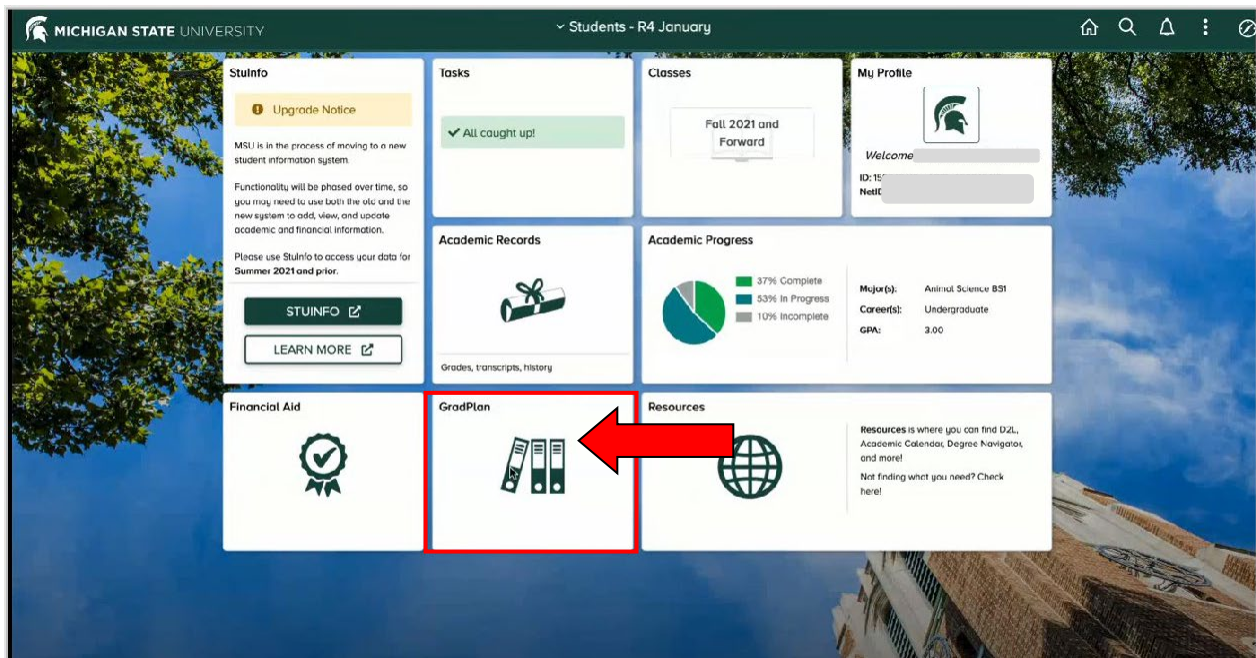 MICHIGAN STATE UNIVERSITY
Students - R4 January
StuInfo
Upgrade Notice
MSU is in the process of moving to a new
student information system
Functionality will be phased over time, so
you may need to use both the old and the
new system to add, view, and update
academic and financial information.
Please use StuInfo to access your data for
Summer 2021 and prior.
STUINFO
LEARN MORE
Tasks
All caught up!
Classes
Fall 2021 and
Forward
My Profile
Welcome
ID: 15
NetID
Academic Records
Grades, transcripts, history
Academic Progress
37% Complete
53% In Progress
10% Incomplete
Major(s): Animal Science BS1
Career(s): Undergraduate
GPA: 3.00
Financial Aid
GradPlan
Resources
Resources is where you can find D2L,
Academic Calendar, Degree Navigator,
and more!
Not finding what you need? Check
here!